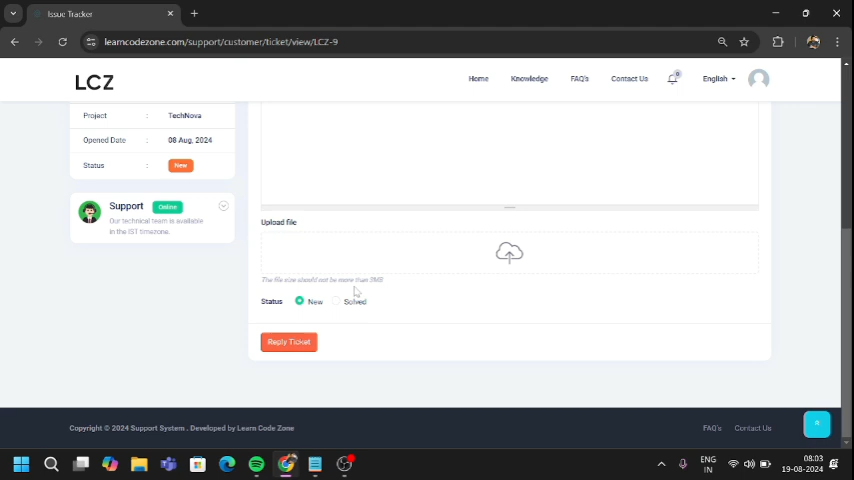 Issue Tracker
learncodezone.com/support/customer/ticket/view/LCZ-9
LCZ
Home
Knowledge
FAQ's
Contact Us
0
English
Project : TechNova
Opened Date : 08 Aug, 2024
Status : New
Support Online
Our technical team is available
in the IST timezone.
Upload file
The file size should not be more than 5MB
Status New Solved
Reply Ticket
Copyright © 2024 Support System . Developed by Learn Code Zone
FAQ's
Contact Us
ENG
IN
08:03
19-08-2024